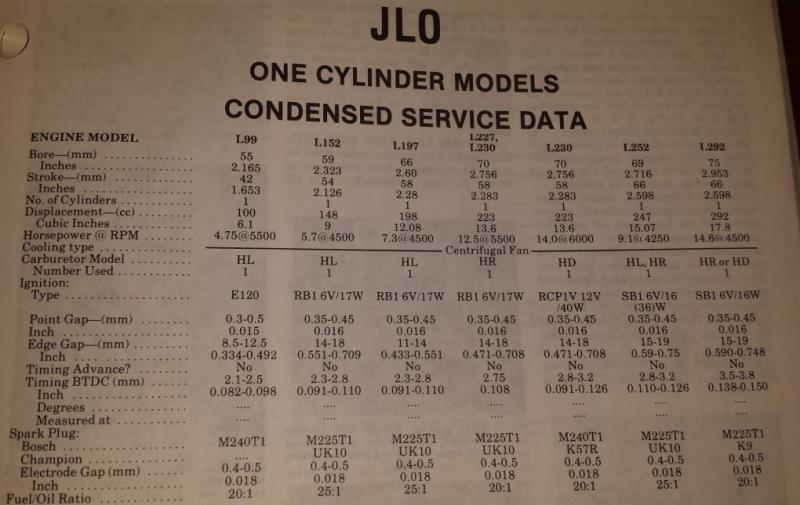 JLO
ONE CYLINDER MODELS
CONDENSED SERVICE DATA
ENGINE MODEL L99 L152 L197 L227, L230 L230 L252 L292
Bore—(mm) ........... 55 59 66 70 70 69 75
Inches ........... 2.165 2.323 2.60 2.756 2.756 2.716 2.953
Stroke—(mm) ........... 42 54 58 58 58 66 66
Inches ........... 1.653 2.126 2.28 2.283 2.283 2.598 2.598
No. of Cylinders ........... 1 1 1 1 1 1 1
Displacement—(cc) ........... 100 148 198 223 223 247 292
Cubic Inches ........... 6.1 9 12.08 13.6 13.6 15.07 17.8
Horsepower @ RPM ........... 4.75@5500 5.7@4500 7.3@4500 12.5@5500 14.0@6000 9.1@4250 14.6@4500
Cooling type ........... Centrifugal Fan
Carburetor Model ........... HL HL HL HR HD HL, HR HR or HD
Number Used ........... 1 1 1 1 1 1 1
Ignition:
Type ........... E120 RB1 6V/17W RB1 6V/17W RB1 6V/17W RCP1V 12V SB1 6V/16 SB1 6V/16W
/40W (36)W
Point Gap—(mm) ........... 0.3-0.5 0.35-0.45 0.35-0.45 0.35-0.45 0.35-0.45 0.35-0.45 0.35-0.45
Inch ........... 0.015 0.016 0.016 0.016 0.016 0.016 0.016
Edge Gap—(mm) ........... 8.5-12.5 14-18 11-14 14-18 14-18 15-19 15-19
Inch ........... 0.334-0.492 0.551-0.709 0.433-0.551 0.471-0.708 0.471-0.708 0.59-0.75 0.590-0.748
Timing Advance? ........... No No No No No No No
Timing BTDC (mm) ........... 2.1-2.5 2.3-2.8 2.3-2.8 2.75 2.8-3.2 2.8-3.2 3.5-3.8
Inch ........... 0.082-0.098 0.091-0.110 0.091-0.110 0.108 0.091-0.126 0.110-0.126 0.138-0.150
Degrees ........... .... .... .... .... .... .... ....
Measured at ........... .... .... .... .... .... .... ....
Spark Plug:
Bosch ........... M240T1 M225T1 M225T1 M225T1 M240T1 M225T1 M225T1
Champion ........... .... UK10 UK10 UK10 K57R UK10 K9
Electrode Gap (mm) ........... 0.4-0.5 0.4-0.5 0.4-0.5 0.4-0.5 0.4-0.5 0.4-0.5 0.4-0.5
Inch ........... 0.018 0.018 0.018 0.018 0.018 0.018 0.018
Fuel/Oil Ratio ........... 20:1 25:1 25:1 20:1 20:1 25:1 20:1